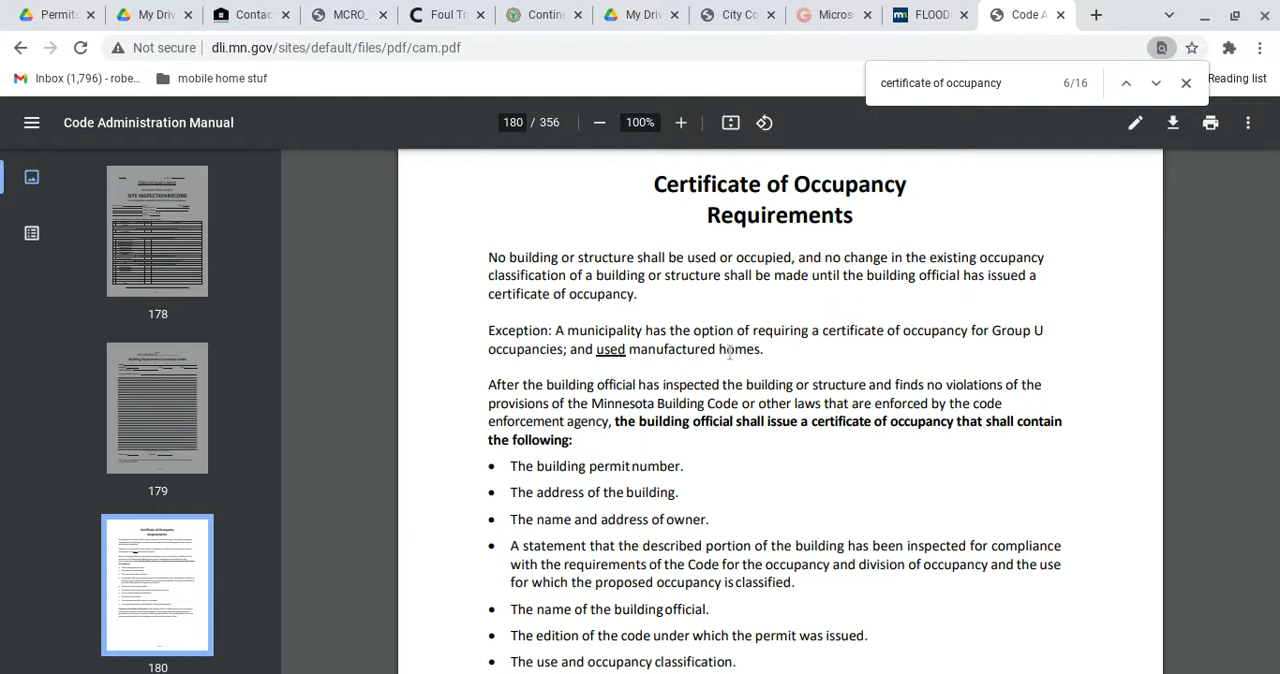 Permits
My Driv
Contac
MCRO_
Foul Tr
Contine
My Driv
City Co
Micros
FLOOD
Code A
Not secure
dli.mn.gov/sites/default/files/pdf/cam.pdf
Inbox (1,796) - robe...
mobile home stuf
Reading list
certificate of occupancy 6/16
Code Administration Manual
180 / 356
100%
SITE INSPECTION RECORD
178
179
180
Certificate of Occupancy
Requirements
No building or structure shall be used or occupied, and no change in the existing occupancy
classification of a building or structure shall be made until the building official has issued a
certificate of occupancy.
Exception: A municipality has the option of requiring a certificate of occupancy for Group U
occupancies; and used manufactured homes.
After the building official has inspected the building or structure and finds no violations of the
provisions of the Minnesota Building Code or other laws that are enforced by the code
enforcement agency, the building official shall issue a certificate of occupancy that shall contain
the following:
• The building permit number.
• The address of the building.
• The name and address of owner.
• A statement that the described portion of the building has been inspected for compliance
with the requirements of the Code for the occupancy and division of occupancy and the use
for which the proposed occupancy is classified.
• The name of the building official.
• The edition of the code under which the permit was issued.
• The use and occupancy classification.